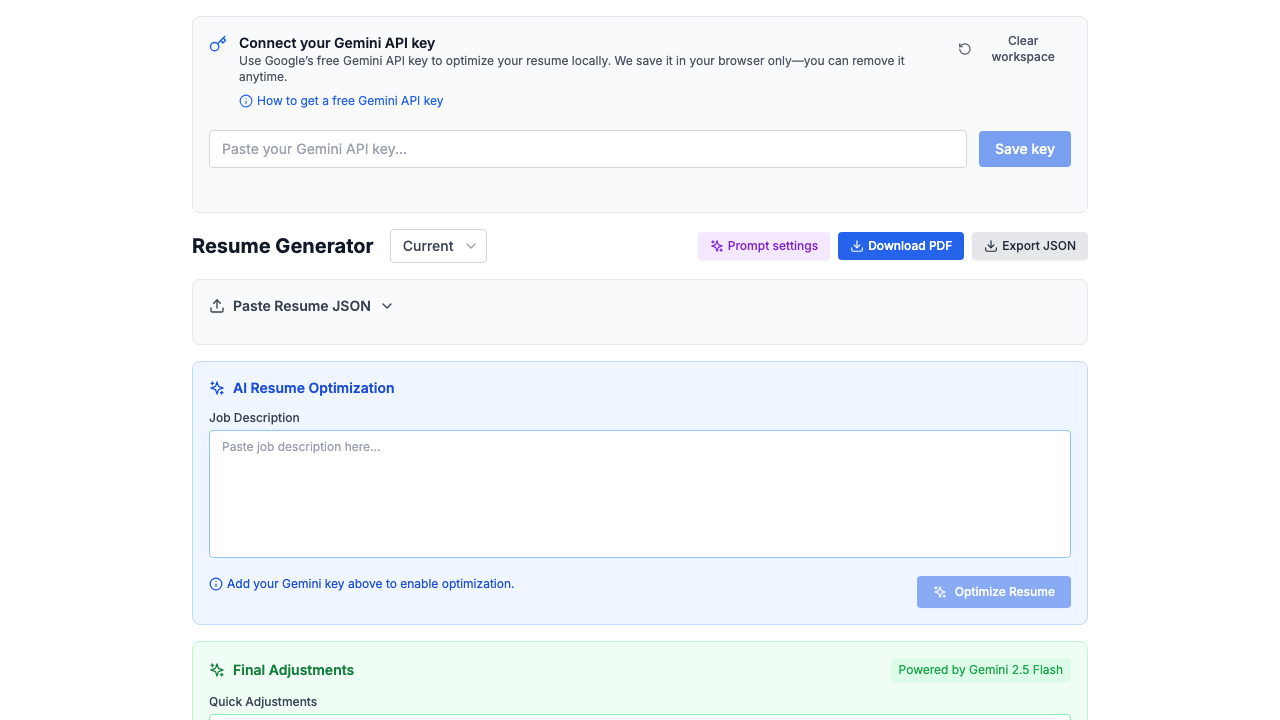 Connect your Gemini API key
Use Google’s free Gemini API key to optimize your resume locally. We save it in your browser only—you can remove it
anytime.
How to get a free Gemini API key
Clear
workspace
Paste your Gemini API key...
Save key
Resume Generator
Current
Prompt settings
Download PDF
Export JSON
Paste Resume JSON
AI Resume Optimization
Job Description
Paste job description here...
Add your Gemini key above to enable optimization.
Optimize Resume
Final Adjustments
Powered by Gemini 2.5 Flash
Quick Adjustments